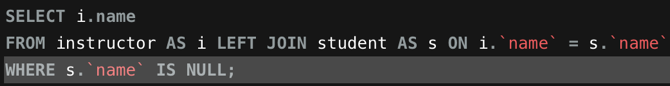 SELECT i.name
FROM instructor AS i LEFT JOIN student AS s ON i.`name` = s.`name`
WHERE s.`name` IS NULL;